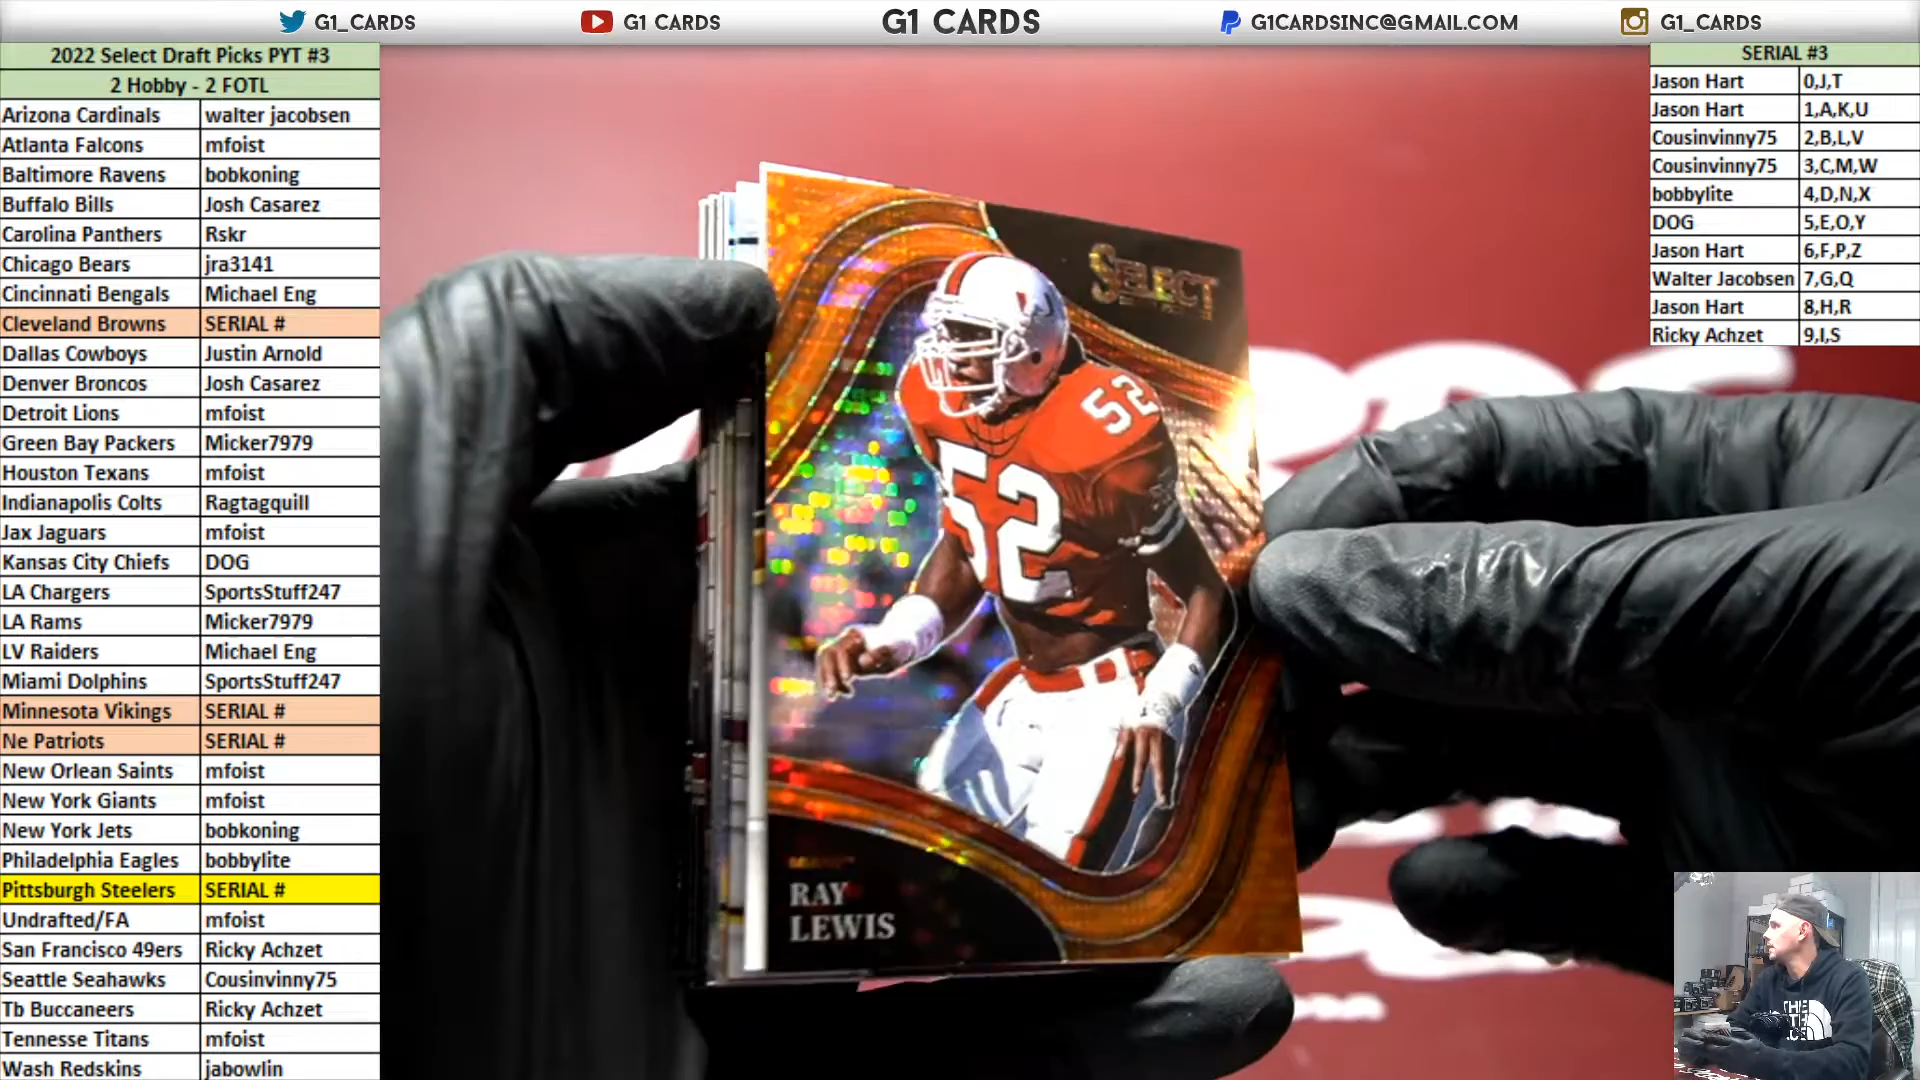 G1_CARDS G1 CARDS G1 CARDS G1CARDSINC@GMAIL.COM G1_CARDS
2022 Select Draft Picks PYT #3
2 Hobby - 2 FOTL
Arizona Cardinals walter jacobsen
Atlanta Falcons mfoist
Baltimore Ravens bobkoning
Buffalo Bills Josh Casarez
Carolina Panthers Rskr
Chicago Bears jra3141
Cincinnati Bengals Michael Eng
Cleveland Browns SERIAL #
Dallas Cowboys Justin Arnold
Denver Broncos Josh Casarez
Detroit Lions mfoist
Green Bay Packers Micker7979
Houston Texans mfoist
Indianapolis Colts Ragtagquill
Jax Jaguars mfoist
Kansas City Chiefs DOG
LA Chargers SportsStuff247
LA Rams Micker7979
LV Raiders Michael Eng
Miami Dolphins SportsStuff247
Minnesota Vikings SERIAL #
Ne Patriots SERIAL #
New Orlean Saints mfoist
New York Giants mfoist
New York Jets bobkoning
Philadelphia Eagles bobbylite
Pittsburgh Steelers SERIAL #
Undrafted/FA mfoist
San Francisco 49ers Ricky Achzet
Seattle Seahawks Cousinvinny75
Tb Buccaneers Ricky Achzet
Tennesse Titans mfoist
Wash Redskins jabowlin
SERIAL #3
Jason Hart 0,J,T
Jason Hart 1,A,K,U
Cousinvinny75 2,B,L,V
Cousinvinny75 3,C,M,W
bobbylite 4,D,N,X
DOG 5,E,O,Y
Jason Hart 6,F,P,Z
Walter Jacobsen 7,G,Q
Jason Hart 8,H,R
Ricky Achzet 9,I,S
SELECT
52
52
RAY
LEWIS
THE